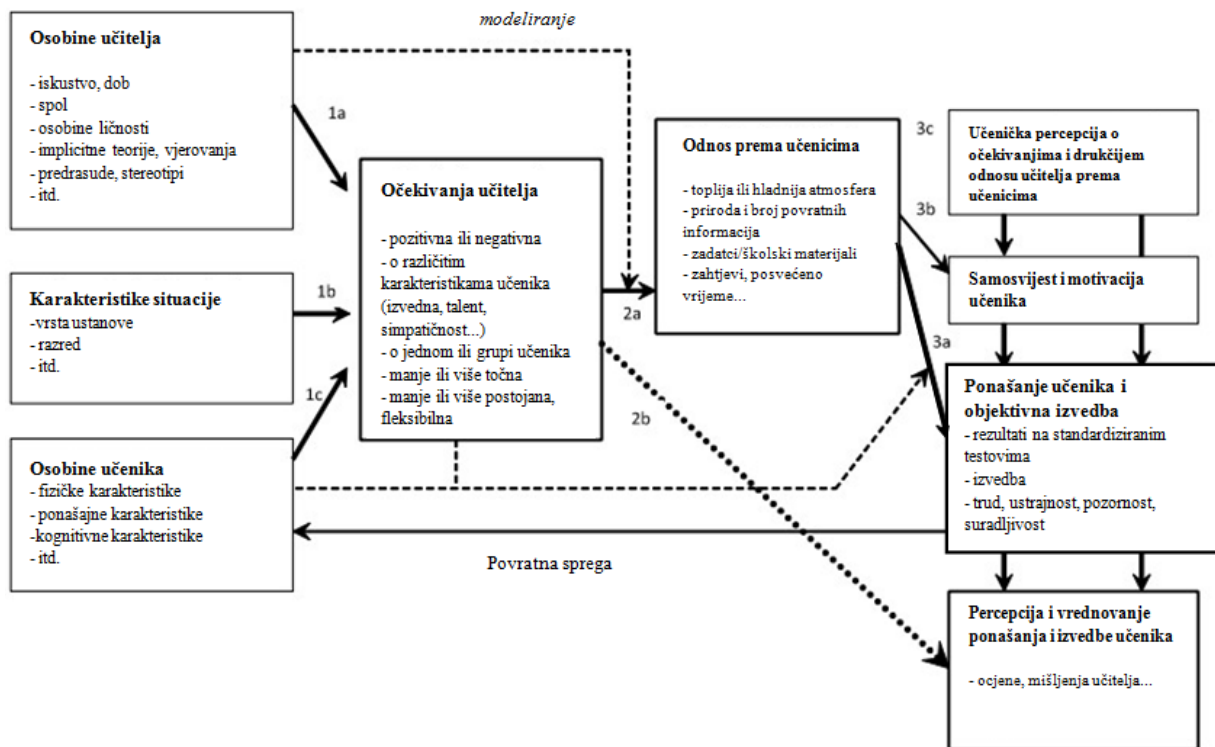 modeliranje
Osobine učitelja
- iskustvo, dob
- spol
- osobine ličnosti
- implicitne teorije, vjerovanja
- predrasude, stereotipi
- itd.
1a
Karakteristike situacije
-vrsta ustanove
- razred
- itd.
1b
Osobine učenika
- fizičke karakteristike
- ponašajne karakteristike
-kognitivne karakteristike
- itd.
1c
Očekivanja učitelja
- pozitivna ili negativna
- o različitim
karakteristikama učenika
(izvedna, talent,
simpatičnost...)
- o jednom ili grupi učenika
- manje ili više točna
- manje ili više postojana,
fleksibilna
2a
2b
Odnos prema učenicima
- toplija ili hladnija atmosfera
- priroda i broj povratnih
informacija
- zadatci/školski materijali
- zahtjevi, posvećeno
vrijeme...
3c
3b
3a
Učenička percepcija o
očekivanjima i drukčijem
odnosu učitelja prema
učenicima
Samosvijest i motivacija
učenika
Ponašanje učenika i
objektivna izvedba
- rezultati na standardiziranim
testovima
- izvedba
- trud, ustrajnost, pozornost,
suradljivost
Povratna sprega
Percepcija i vrednovanje
ponašanja i izvedbe učenika
- ocjene, mišljenja učitelja...